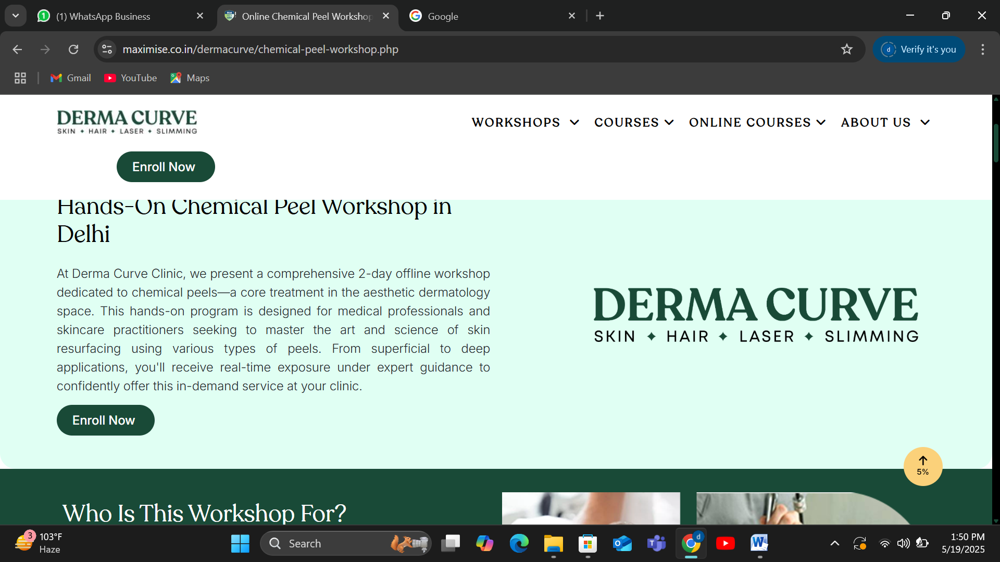 (1) WhatsApp Business
Online Chemical Peel Workshop
Google
maximise.co.in/dermacurve/chemical-peel-workshop.php
d
Verify it's you
Gmail
YouTube
Maps
DERMA CURVE
SKIN ✦ HAIR ✦ LASER ✦ SLIMMING
WORKSHOPS
COURSES
ONLINE COURSES
ABOUT US
Enroll Now
Hands-On Chemical Peel Workshop in
Delhi
At Derma Curve Clinic, we present a comprehensive 2-day offline workshop
dedicated to chemical peels—a core treatment in the aesthetic dermatology
space. This hands-on program is designed for medical professionals and
skincare practitioners seeking to master the art and science of skin
resurfacing using various types of peels. From superficial to deep
applications, you'll receive real-time exposure under expert guidance to
confidently offer this in-demand service at your clinic.
Enroll Now
DERMA CURVE
SKIN ✦ HAIR ✦ LASER ✦ SLIMMING
5%
Who Is This Workshop For?
3
103°F
Haze
Search
d
1:50 PM
5/19/2025